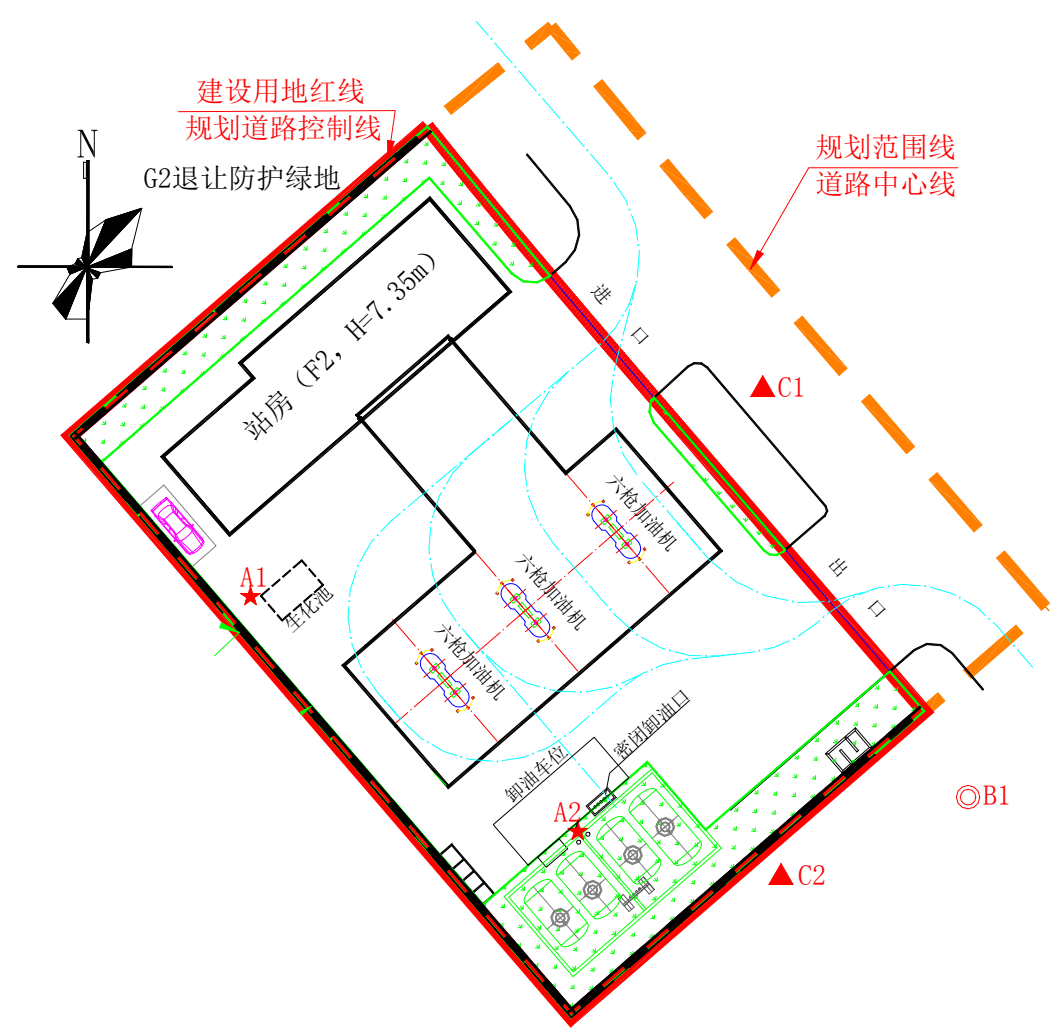 建设用地红线
规划道路控制线
N
G2退让防护绿地
规划范围线
道路中心线
站房（F2, H=7.35m）
进
口
C1
六枪加油机
六枪加油机
六枪加油机
出
口
A1
生化池
密闭卸油口
卸油车位
A2
B1
C2